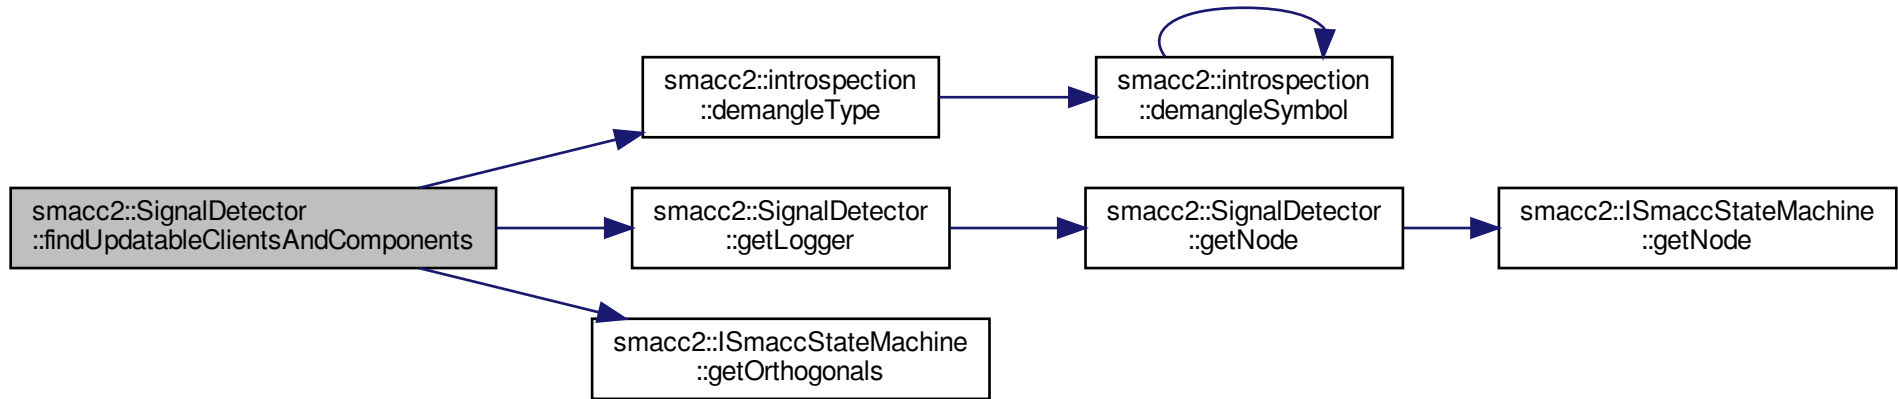 smacc2::introspection
::demangleType
smacc2::introspection
::demangleSymbol
smacc2::SignalDetector
::findUpdatableClientsAndComponents
smacc2::SignalDetector
::getLogger
smacc2::SignalDetector
::getNode
smacc2::ISmaccStateMachine
::getNode
smacc2::ISmaccStateMachine
::getOrthogonals